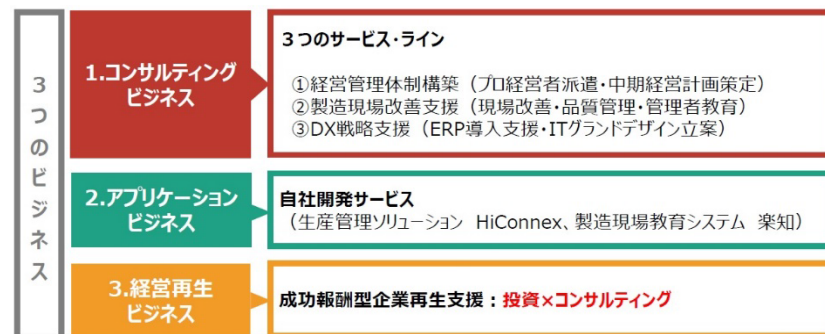 3つのビジネス
1.コンサルティング
ビジネス
3つのサービス・ライン
①経営管理体制構築（プロ経営者派遣・中期経営計画策定）
②製造現場改善支援（現場改善・品質管理・管理者教育）
③DX戦略支援（ERP導入支援・ITグランドデザイン立案）
2.アプリケーション
ビジネス
自社開発サービス
（生産管理ソリューション HiConnex、製造現場教育システム 楽知）
3.経営再生
ビジネス
成功報酬型企業再生支援：投資×コンサルティング